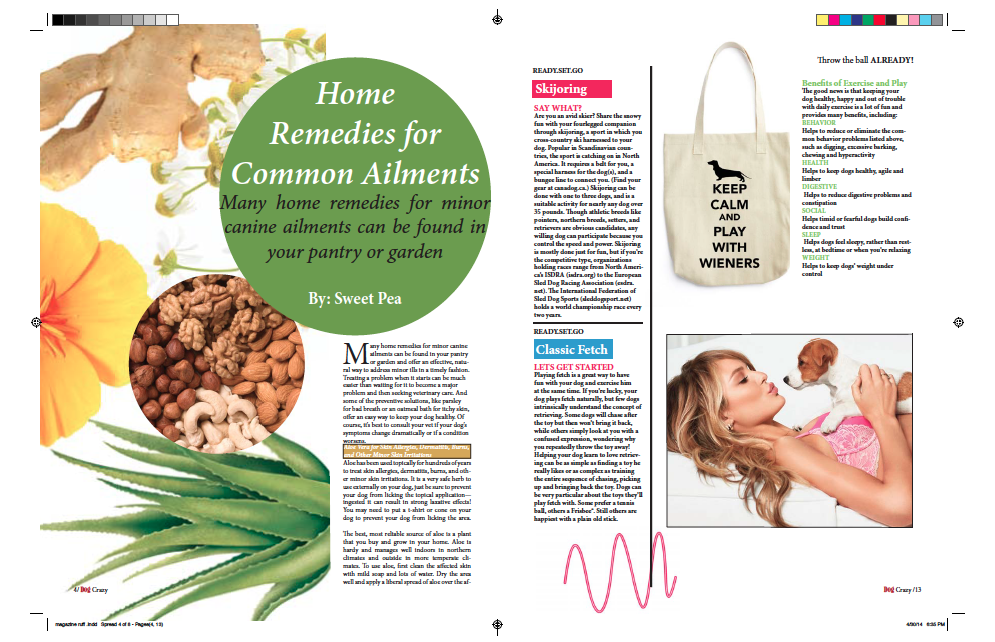 Home
Remedies for
Common Ailments
Many home remedies for minor
canine ailments can be found in
your pantry or garden
By: Sweet Pea
Many home remedies for minor canine
ailments can be found in your pantry
or garden and offer an effective, natu-
ral way to address minor ills in a timely fashion.
Treating a problem when it starts can be much
easier than waiting for it to become a major
problem and then seeking veterinary care. And
some of the preventive solutions, like parsley
for bad breath or an oatmeal bath for itchy skin,
offer an easy way to keep your dog healthy. Of
course, it's best to consult your vet if your dog's
symptoms change dramatically or if a condition
worsens.
Aloe Vera for Skin Allergies, Dermatitis, Burns,
and Other Minor Skin Irritations
Aloe has been used topically for hundreds of years
to treat skin allergies, dermatitis, burns, and oth-
er minor skin irritations. It is a very safe herb to
use externally on your dog, just be sure to prevent
your dog from licking the topical application—
ingested it can result in strong laxative effects!
You may need to put a t-shirt or cone on your
dog to prevent your dog from licking the area.
The best, most reliable source of aloe is a plant
that you buy and grow in your home. Aloe is
hardy and manages well indoors in northern
climates and outside in more temperate cli-
mates. To use aloe, first clean the affected skin
with mild soap and lots of water. Dry the area
well and apply a liberal spread of aloe over the af-
4/ Dog Crazy
READY.SET.GO
Skijoring
SAY WHAT?
Are you an avid skier? Share the snowy
fun with your fourlegged companion
through skijoring, a sport in which you
cross-country ski harnessed to your
dog. Popular in Scandinavian coun-
tries, the sport is catching on in North
America. It requires a belt for you, a
special harness for the dog(s), and a
bungee line to connect you. (Find your
gear at canadog.ca.) Skijoring can be
done with one to three dogs, and is a
suitable activity for nearly any dog over
35 pounds. Though athletic breeds like
pointers, northern breeds, setters, and
retrievers are obvious candidates, any
willing dog can participate because you
control the speed and power. Skijoring
is mostly done just for fun, but if you're
the competitive type, organizations
holding races range from North Ameri-
ca's ISDRA (isdra.org) to the European
Sled Dog Racing Association (esdra.
net). The International Federation of
Sled Dog Sports (sleddogsport.net)
holds a world championship race every
two years.
READY.SET.GO
Classic Fetch
LETS GET STARTED
Playing fetch is a great way to have
fun with your dog and exercise him
at the same time. If you're lucky, your
dog plays fetch naturally, but few dogs
intrinsically understand the concept of
retrieving. Some dogs will chase after
the toy but then won't bring it back,
while others simply look at you with a
confused expression, wondering why
you repeatedly throw the toy away!
Helping your dog learn to love retriev-
ing can be as simple as finding a toy he
really likes or as complex as training
the entire sequence of chasing, picking
up and bringing back the toy. Dogs can
be very particular about the toys they'll
play fetch with. Some prefer a tennis
ball, others a Frisbee®. Still others are
happiest with a plain old stick.
KEEP
CALM
AND
PLAY
WITH
WIENERS
Throw the ball ALREADY!
Benefits of Exercise and Play
The good news is that keeping your
dog healthy, happy and out of trouble
with daily exercise is a lot of fun and
provides many benefits, including:
BEHAVIOR
Helps to reduce or eliminate the com-
mon behavior problems listed above,
such as digging, excessive barking,
chewing and hyperactivity
HEALTH
Helps to keep dogs healthy, agile and
limber
DIGESTIVE
Helps to reduce digestive problems and
constipation
SOCIAL
Helps timid or fearful dogs build confi-
dence and trust
SLEEP
Helps dogs feel sleepy, rather than rest-
less, at bedtime or when you're relaxing
WEIGHT
Helps to keep dogs' weight under
control
Dog Crazy /13
magazine ruff .indd Spread 4 of 8 - Pages(4, 13)
4/30/14 6:35 PM